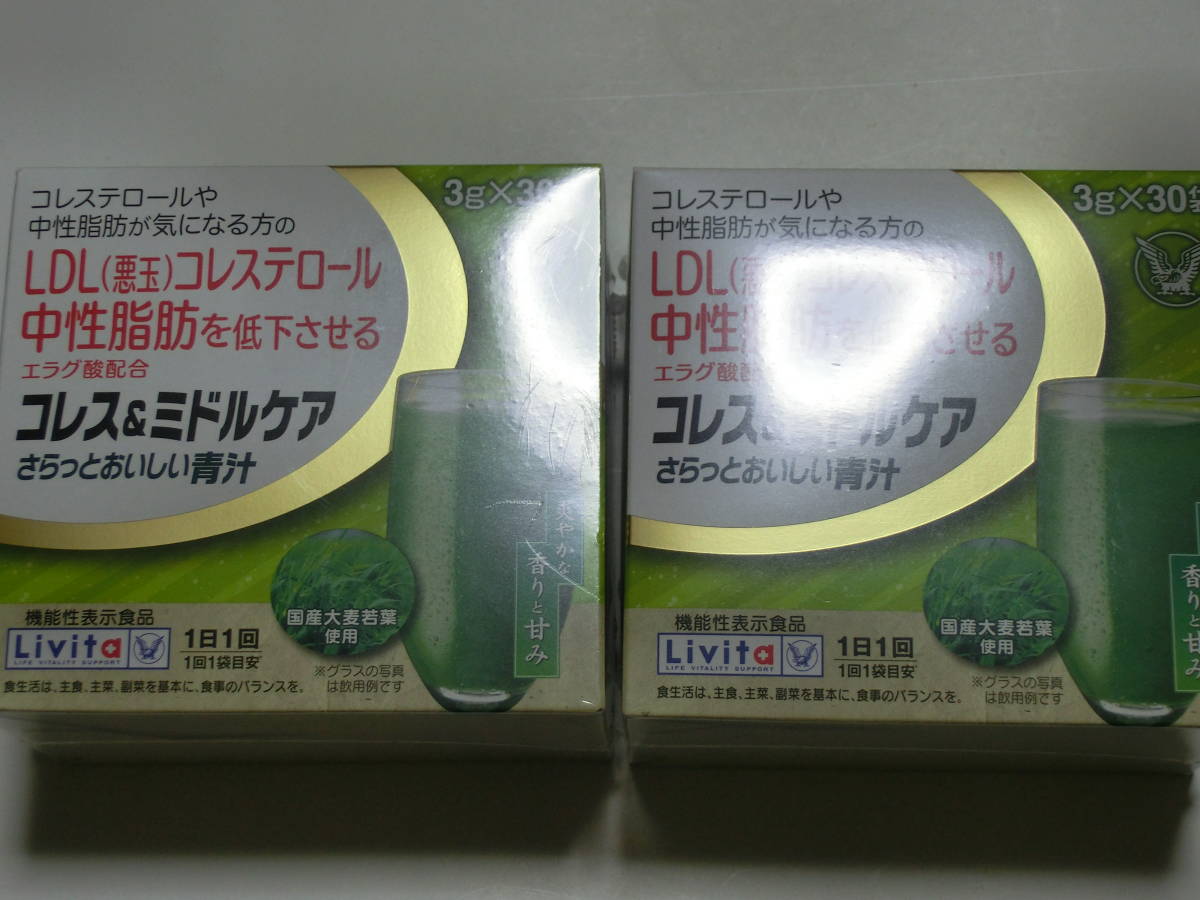 コレステロールや
中性脂肪が気になる方の
LDL(悪玉)コレステロール
中性脂肪を低下させる
エラグ酸配合
コレス&ミドルケア
さらっとおいしい青汁
3g×30
爽やかな
香りと甘み
国産大麦若葉
使用
機能性表示食品
Livita
LIFE VITALITY SUPPORT
1日1回
1回1袋目安
※グラスの写真
は飲用例です
食生活は、主食、主菜、副菜を基本に、食事のバランスを。
コレステロールや
中性脂肪が気になる方の
LDL(悪コレステロール
中性脂肪を低下させる
エラグ酸配
コレス&ミドルケア
さらっとおいしい青汁
3g×30袋
香りと甘み
国産大麦若葉
使用
機能性表示食品
Livita
LIFE VITALITY SUPPORT
1日1回
1回1袋目安
※グラスの写真
は飲用例です
食生活は、主食、主菜、副菜を基本に、食事のバランスを。